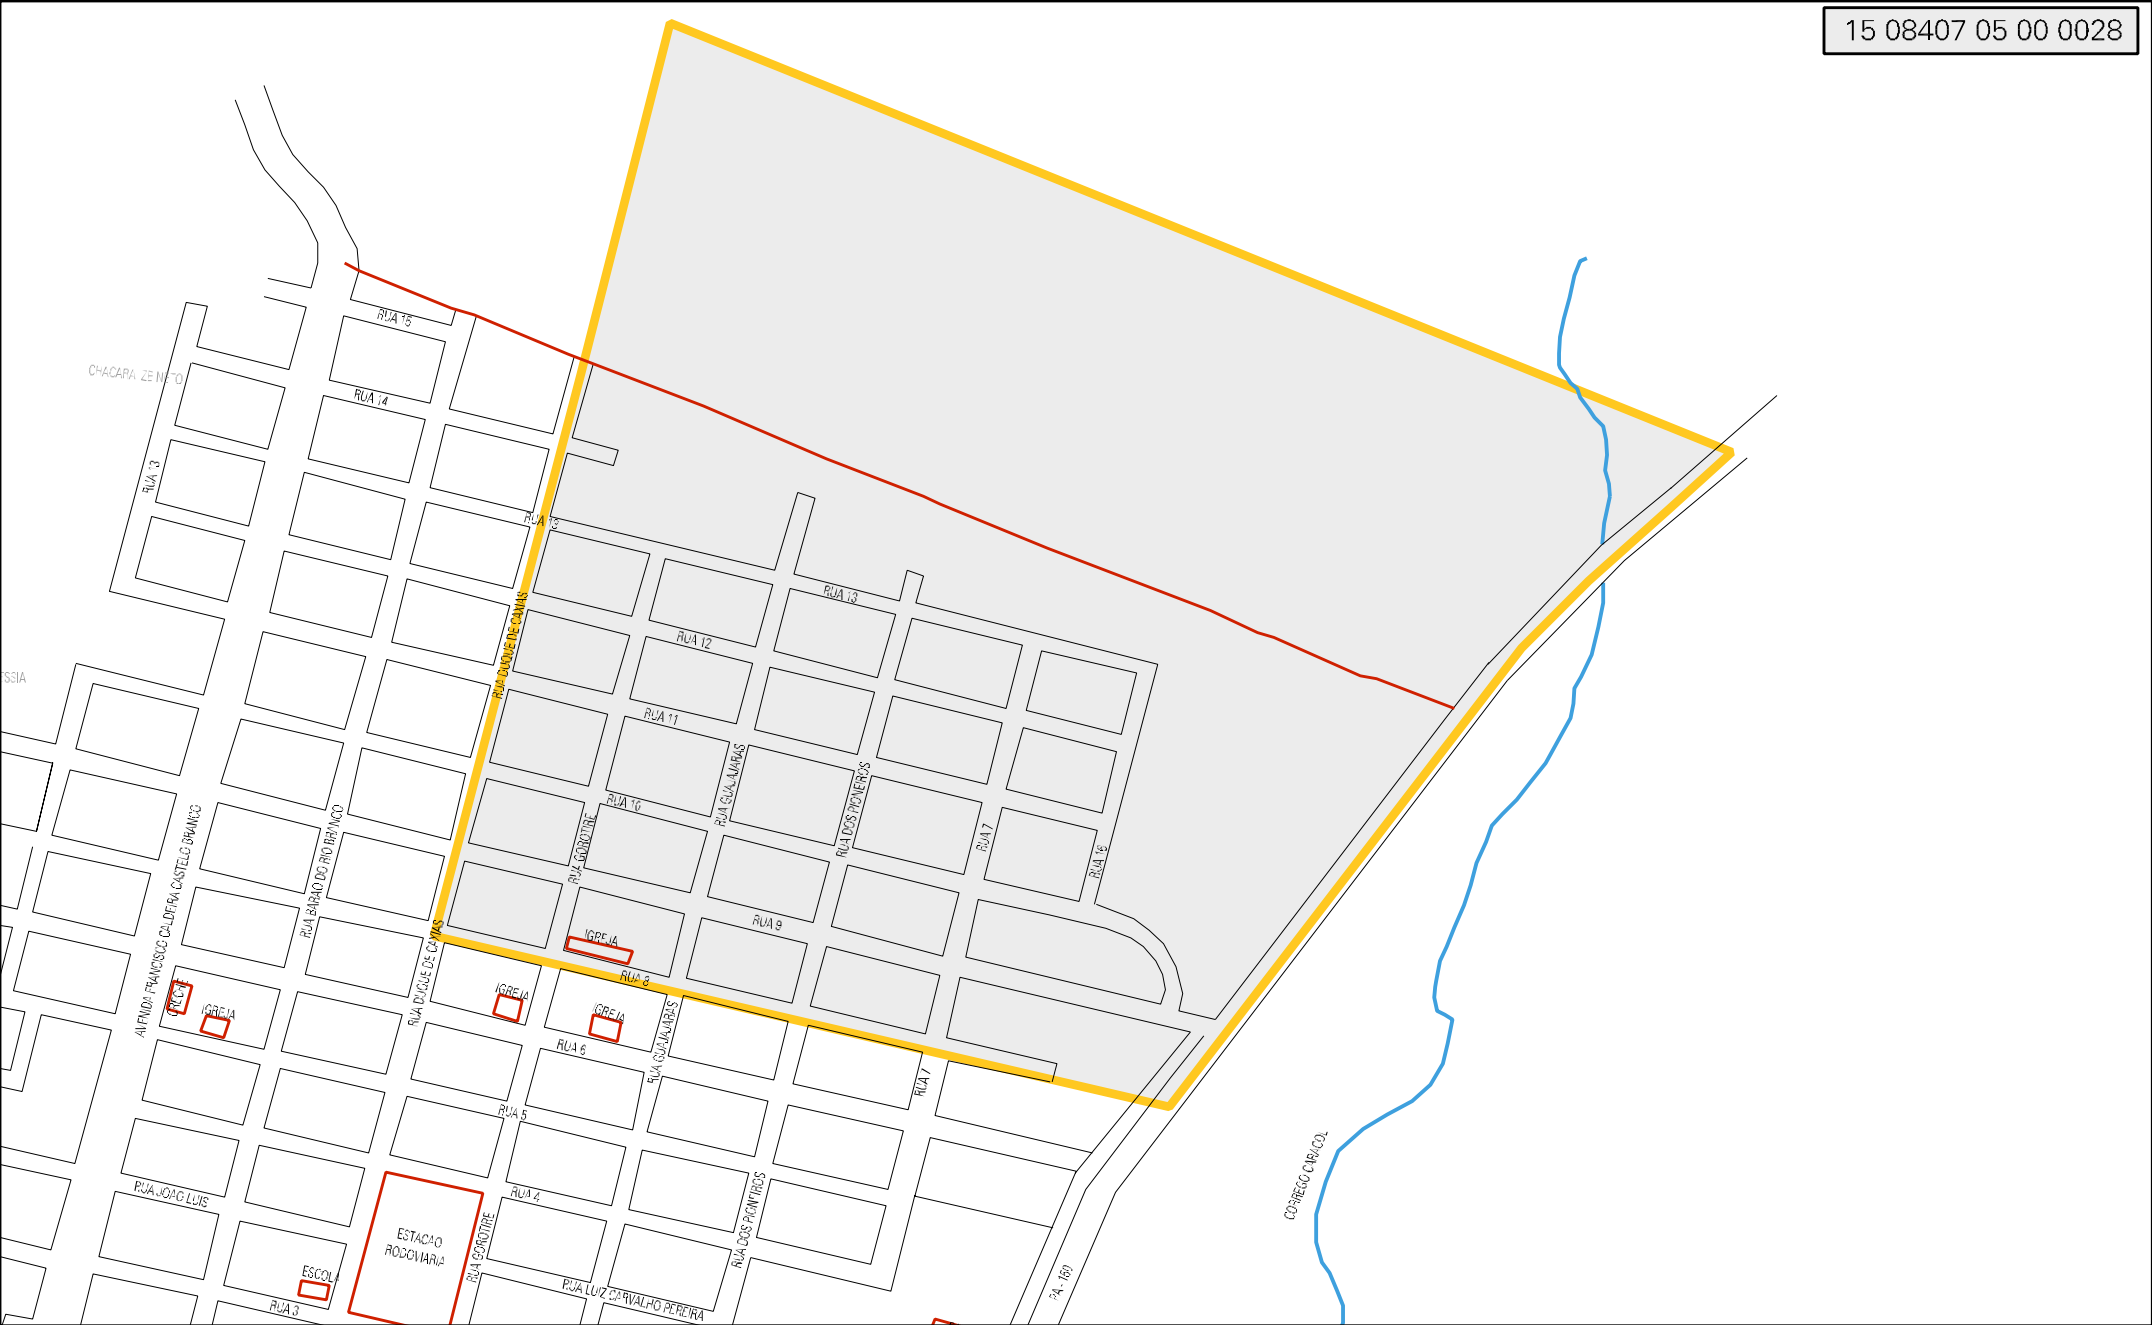 15 08407 05 00 0028
RUA 15
CHACARA ZE NETO
RUA 14
RUA 13
RUA 13
RUA 13
RUA DUQUE DE CAXIAS
RUA 12
RUA 11
RUA GUAJAJARAS
RUA DOS PIONEIROS
RUA 10
RUA GOROTIRE
RUA 7
RUA 16
AVENIDA FRANCISCO CALDEIRA CASTELO BRANCO
RUA BARAO DO RIO BRANCO
RUA 9
RUA DUQUE DE CAXIAS
IGREJA
RUA 8
CRECHE
IGREJA
IGREJA
IGREJA
RUA GUAJAJARAS
RUA 6
RUA 7
RUA 5
CORREGO CARACOL
RUA JOAO LUIS
RUA 4
RUA DOS PIONEIROS
ESTACAO
RODOVIARIA
RUA GOROTIRE
ESCOLA
RUA 3
RUA LUIZ CARVALHO PEREIRA